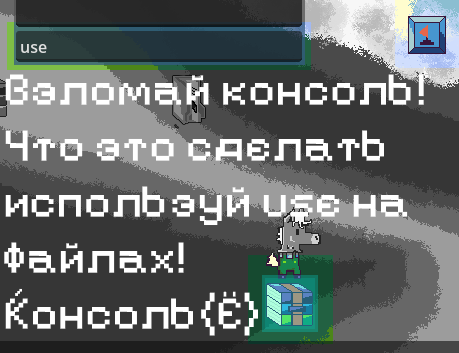 use
Взломай консоль!
Что это сделать
используй use на
файлах!
Консоль{Ё}